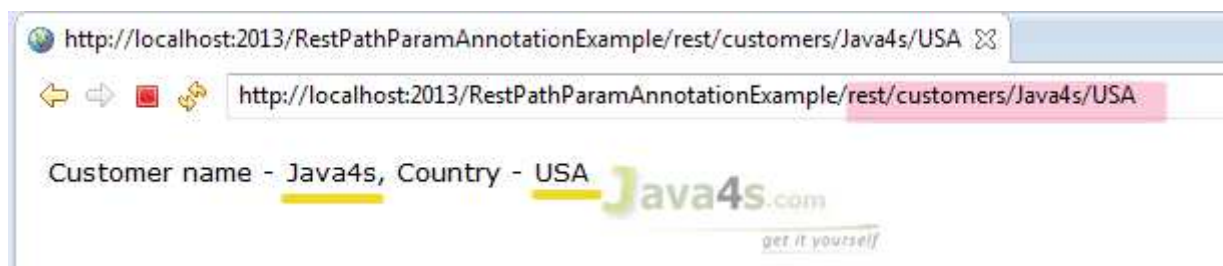 http://localhost:2013/RestPathParamAnnotationExample/rest/customers/Java4s/USA
http://localhost:2013/RestPathParamAnnotationExample/rest/customers/Java4s/USA
Customer name - Java4s, Country - USA
Java4s.com
get it yourself